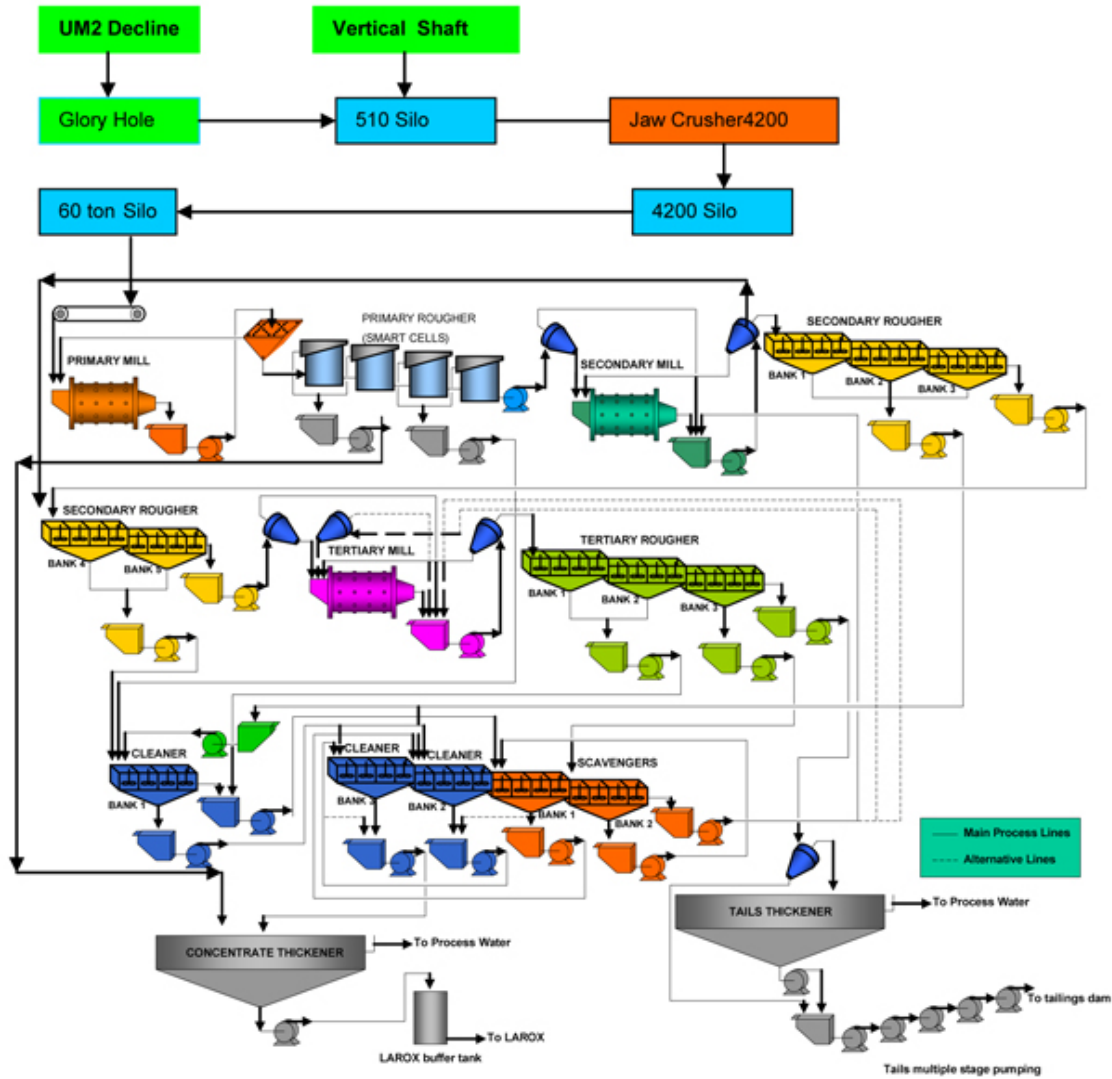 UM2 Decline
Vertical Shaft
Glory Hole
510 Silo
Jaw Crusher4200
60 ton Silo
4200 Silo
PRIMARY ROUGHER
(SMART CELLS)
SECONDARY ROUGHER
BANK 1
BANK 2
BANK 3
PRIMARY MILL
SECONDARY MILL
SECONDARY ROUGHER
BANK 4
BANK 5
TERTIARY MILL
TERTIARY ROUGHER
BANK 1
BANK 2
BANK 3
CLEANER
BANK 1
CLEANER
BANK 3
CLEANER
BANK 2
SCAVENGERS
BANK 1
BANK 2
Main Process Lines
Alternative Lines
CONCENTRATE THICKENER
To Process Water
TAILS THICKENER
To Process Water
To LAROX
LAROX buffer tank
To tailings dam
Tails multiple stage pumping